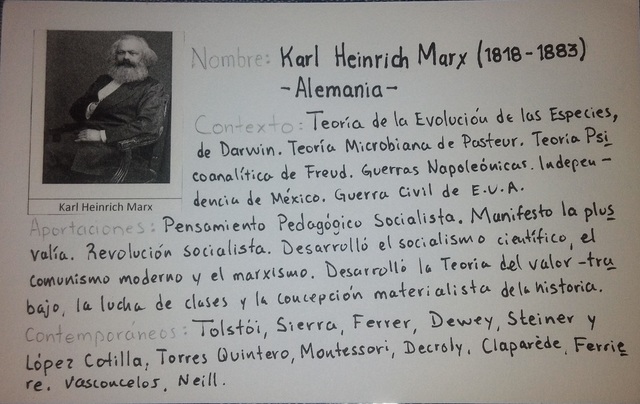 Nombre: Karl Heinrich Marx (1818-1883)
- Alemania -
Contexto: Teoría de la Evolución de las Especies,
de Darwin. Teoría Microbiana de Pasteur. Teoría Psi
coanalítica de Freud. Guerras Napoleónicas. Indepen-
dencia de México. Guerra Civil de E.U.A.
Karl Heinrich Marx
Aportaciones: Pensamiento Pedagógico Socialista. Manifesto la plus
valía. Revolución socialista. Desarrolló el socialismo científico, el
comunismo moderno y el marxismo. Desarrolló la Teoría del valor-tra
bajo, la lucha de clases y la concepción materialista de la historia.
Contemporáneos: Tolstói, Sierra, Ferrer, Dewey, Steiner y
López Cotilla, Torres Quintero, Montessori, Decroly, Claparède, Ferrie
re, Vasconcelos, Neill.